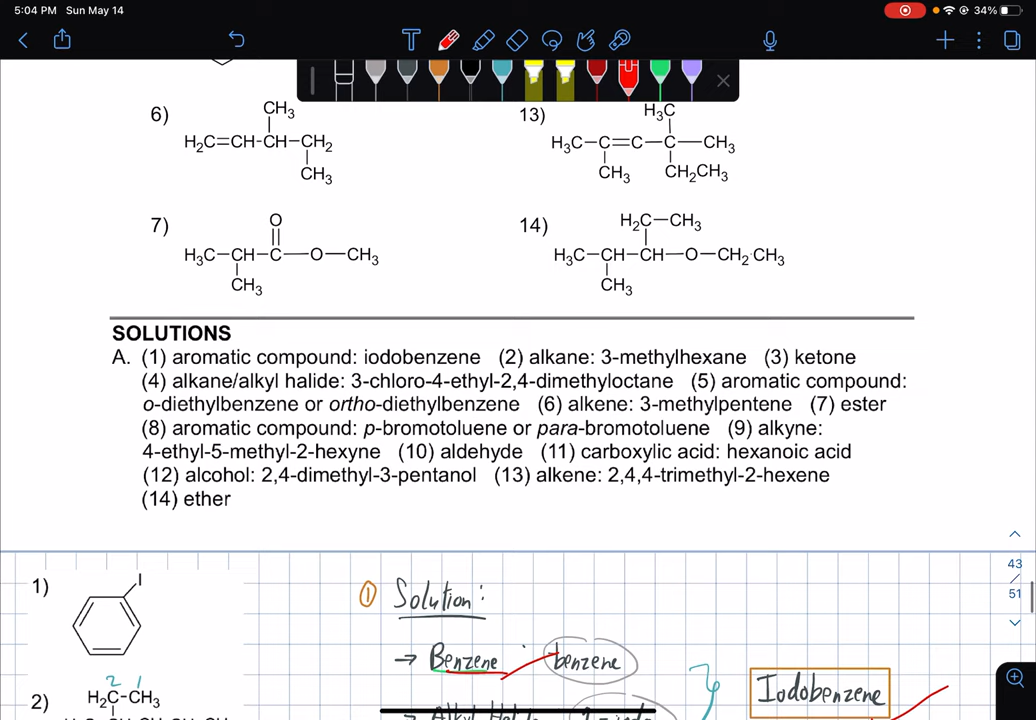 5:04 PM Sun May 14
34%
6)
CH3
H2C=CH-CH-CH2
CH3
13)
H3C
H3C-C=C-C-CH3
CH3
CH2CH3
7)
O
H3C-CH-C-O-CH3
CH3
14)
H2C-CH3
H3C-CH-CH-O-CH2CH3
CH3
SOLUTIONS
A. (1) aromatic compound: iodobenzene (2) alkane: 3-methylhexane (3) ketone
(4) alkane/alkyl halide: 3-chloro-4-ethyl-2,4-dimethyloctane (5) aromatic compound:
o-diethylbenzene or ortho-diethylbenzene (6) alkene: 3-methylpentene (7) ester
(8) aromatic compound: p-bromotoluene or para-bromotoluene (9) alkyne:
4-ethyl-5-methyl-2-hexyne (10) aldehyde (11) carboxylic acid: hexanoic acid
(12) alcohol: 2,4-dimethyl-3-pentanol (13) alkene: 2,4,4-trimethyl-2-hexene
(14) ether
43
51
1)
I
① Solution:
→ Benzene : benzene
Iodobenzene
2)
2 1
H2C-CH3